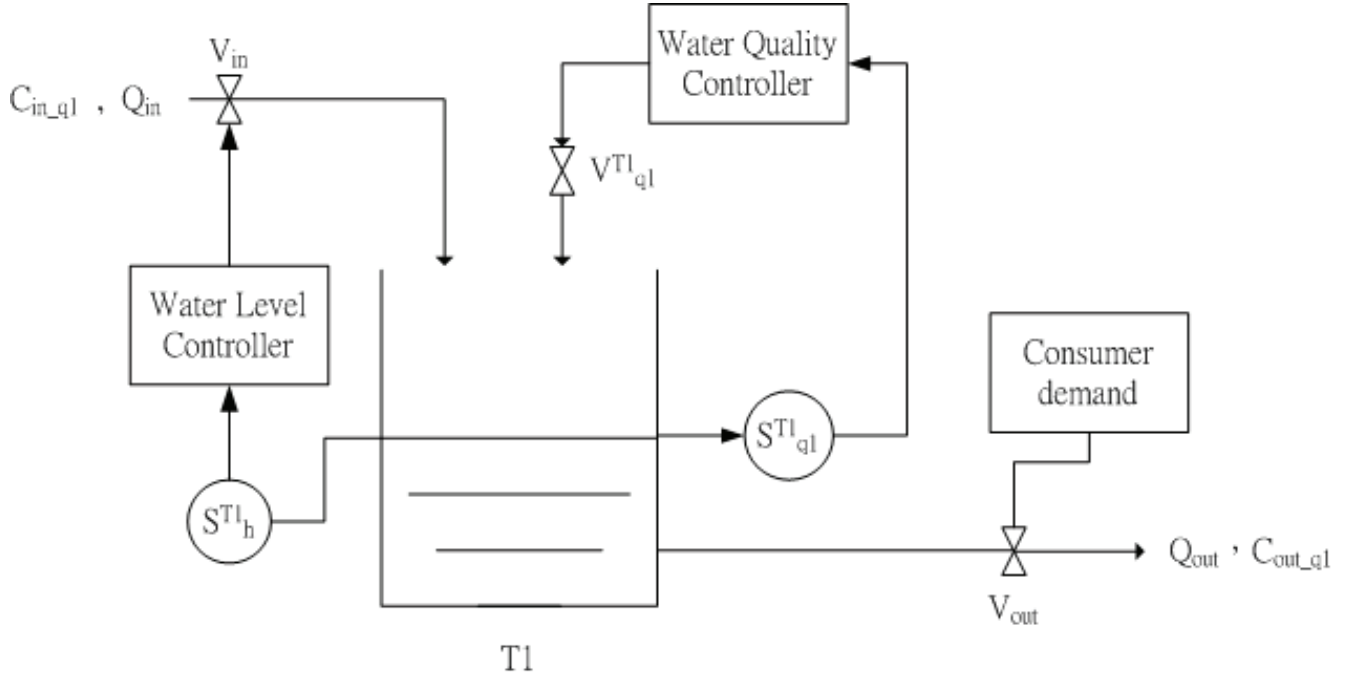 V_in
C_in_q1 , Q_in
Water Quality
Controller
V^T1_q1
Water Level
Controller
Consumer
demand
S^T1_q1
S^T1_h
Q_out , C_out_q1
V_out
T1